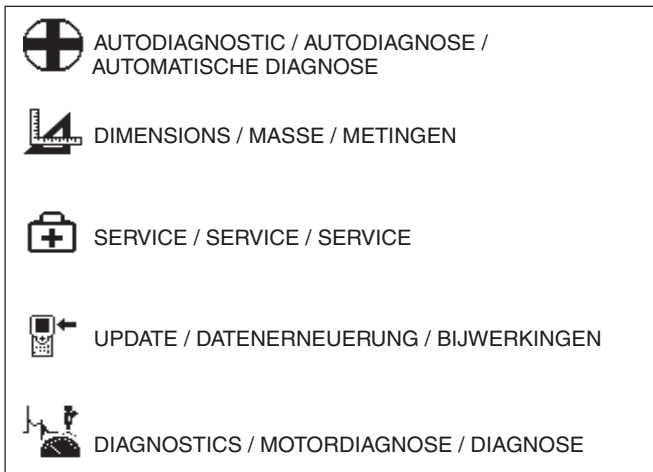 AUTODIAGNOSTIC / AUTODIAGNOSE /
AUTOMATISCHE DIAGNOSE
DIMENSIONS / MASSE / METINGEN
SERVICE / SERVICE / SERVICE
UPDATE / DATENERNEUERUNG / BIJWERKINGEN
DIAGNOSTICS / MOTORDIAGNOSE / DIAGNOSE